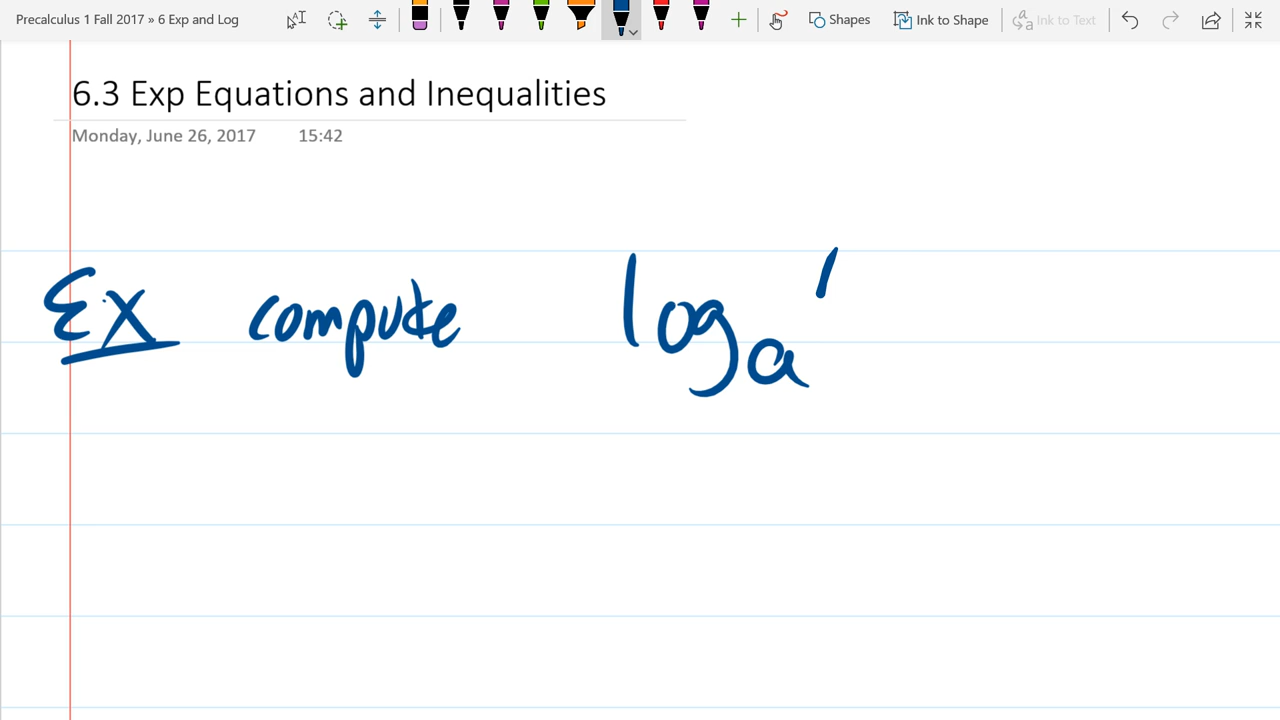 Precalculus 1 Fall 2017 » 6 Exp and Log Shapes Ink to Shape Ink to Text
6.3 Exp Equations and Inequalities
Monday, June 26, 2017 15:42
Ex compute log a